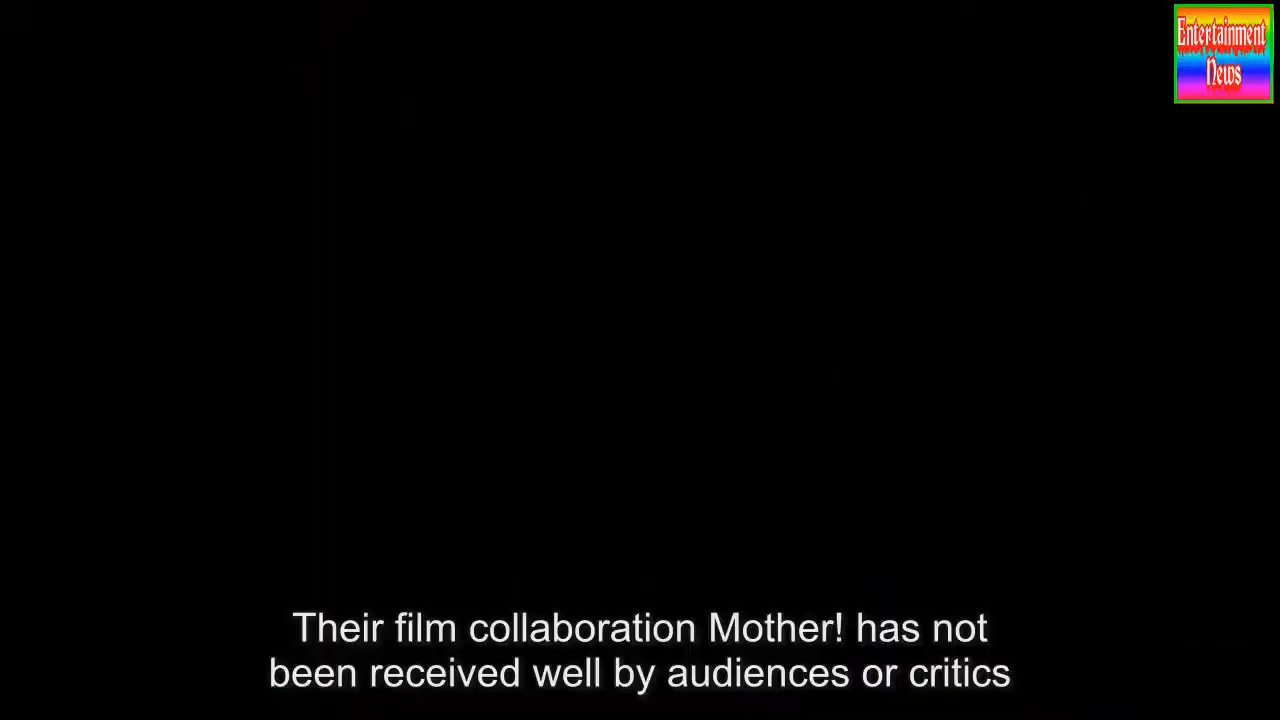 Entertainment
News
Their film collaboration Mother! has not
been received well by audiences or critics